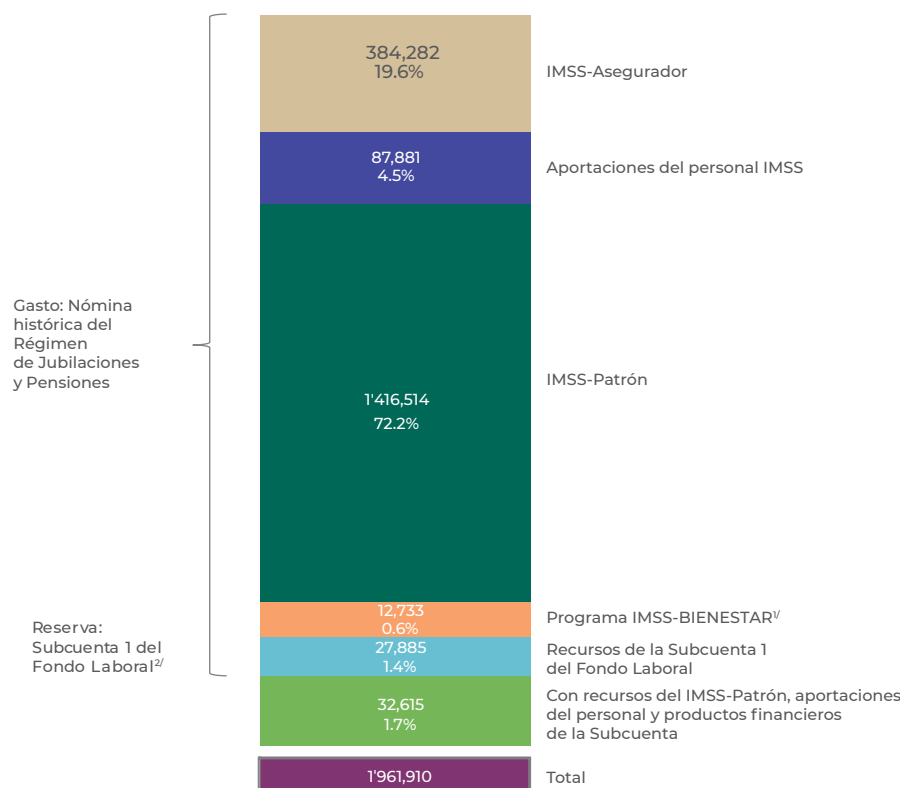 384,282
19.6%
IMSS-Asegurador
87,881
4.5%
Aportaciones del personal IMSS
Gasto: Nómina
histórica del
Régimen
de Jubilaciones
y Pensiones
1'416,514
72.2%
IMSS-Patrón
12,733
0.6%
Programa IMSS-BIENESTAR1/
Reserva:
Subcuenta 1 del
Fondo Laboral2/
27,885
1.4%
Recursos de la Subcuenta 1
del Fondo Laboral
32,615
1.7%
Con recursos del IMSS-Patrón, aportaciones
del personal y productos financieros
de la Subcuenta
1'961,910
Total